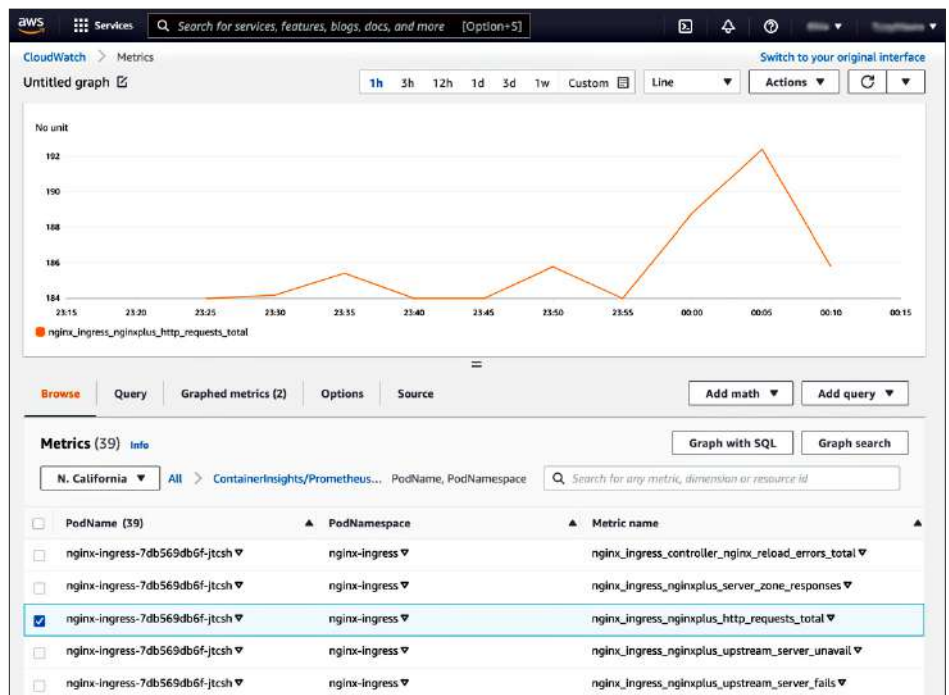 aws Services Search for services, features, blogs, docs, and more [Option+S]
CloudWatch > Metrics Switch to your original interface
Untitled graph 1h 3h 12h 1d 3d 1w Custom Line Actions
No unit
192
190
188
186
184
23:15 23:20 23:25 23:30 23:35 23:40 23:45 23:50 23:55 00:00 00:05 00:10 00:15
nginx_ingress_nginxplus_http_requests_total
Browse Query Graphed metrics (2) Options Source Add math Add query
Metrics (39) Info Graph with SQL Graph search
N. California All > ContainerInsights/Prometheus... PodName, PodNamespace Search for any metric, dimension or resource id
PodName (39) PodNamespace Metric name
nginx-ingress-7db569db6f-jtcsh nginx-ingress nginx_ingress_controller_nginx_reload_errors_total
nginx-ingress-7db569db6f-jtcsh nginx-ingress nginx_ingress_nginxplus_server_zone_responses
nginx-ingress-7db569db6f-jtcsh nginx-ingress nginx_ingress_nginxplus_http_requests_total
nginx-ingress-7db569db6f-jtcsh nginx-ingress nginx_ingress_nginxplus_upstream_server_unavail
nginx-ingress-7db569db6f-jtcsh nginx-ingress nginx_ingress_nginxplus_upstream_server_fails